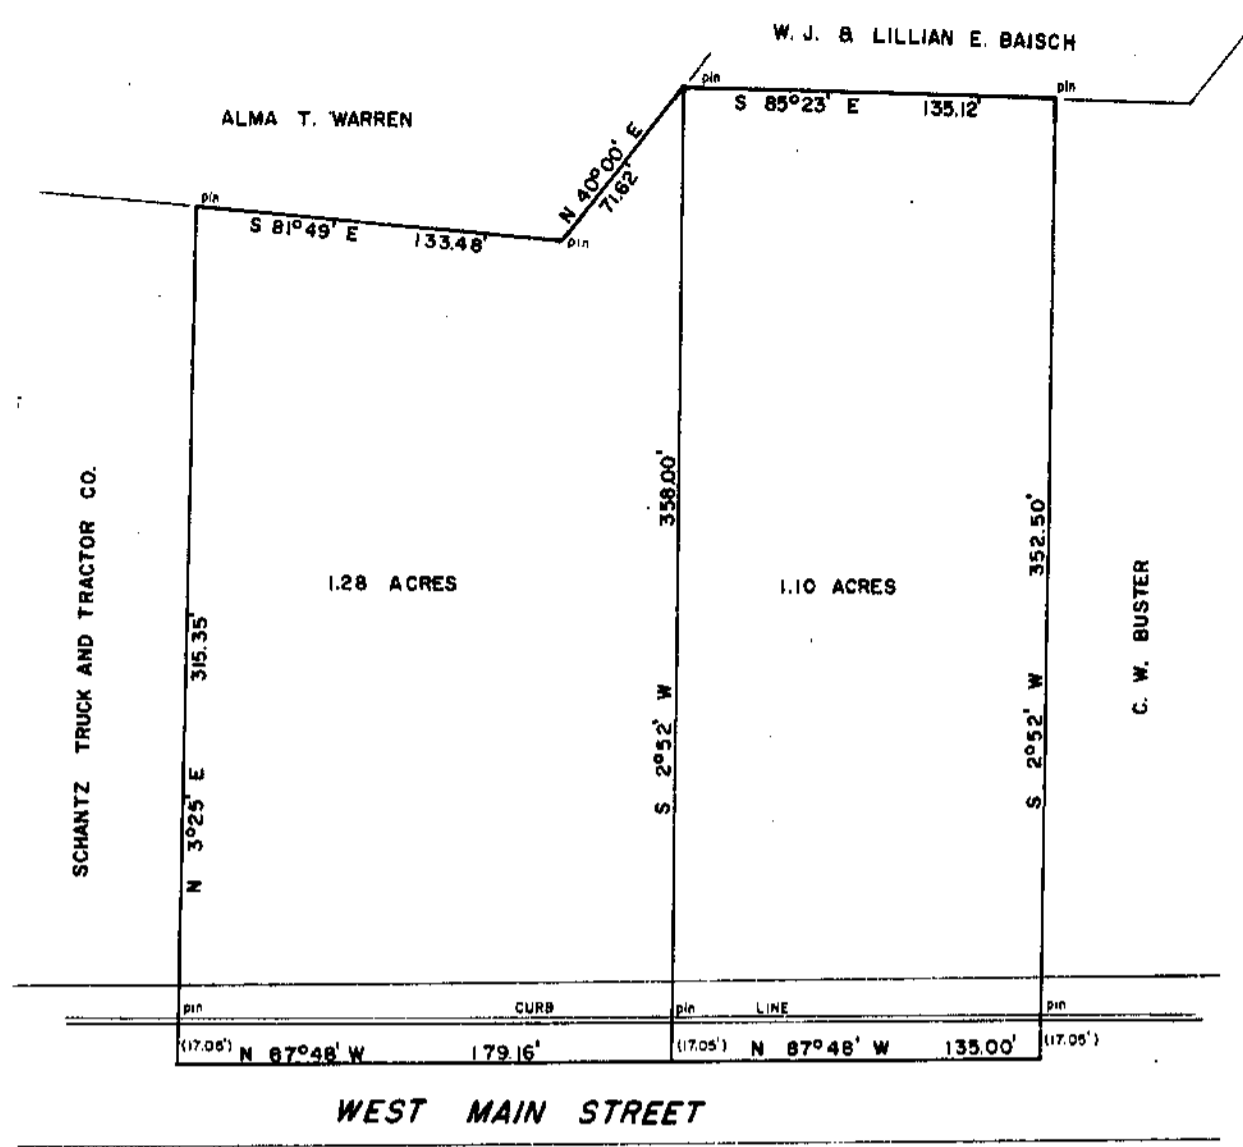 W. J. & LILLIAN E. BAISCH
ALMA T. WARREN
pin
pin
S 85°23' E 135.12'
N 40°00' E
71.62'
pin
S 81°49' E 133.48'
pin
SCHANTZ TRUCK AND TRACTOR CO.
N 3°25' E 315.35'
1.28 ACRES
S 2°52' W 358.00'
1.10 ACRES
S 2°52' W 352.50'
C. W. BUSTER
pin CURB pin LINE pin
(17.05') N 87°48' W 179.16' (17.05') N 87°48' W 135.00' (17.05')
WEST MAIN STREET